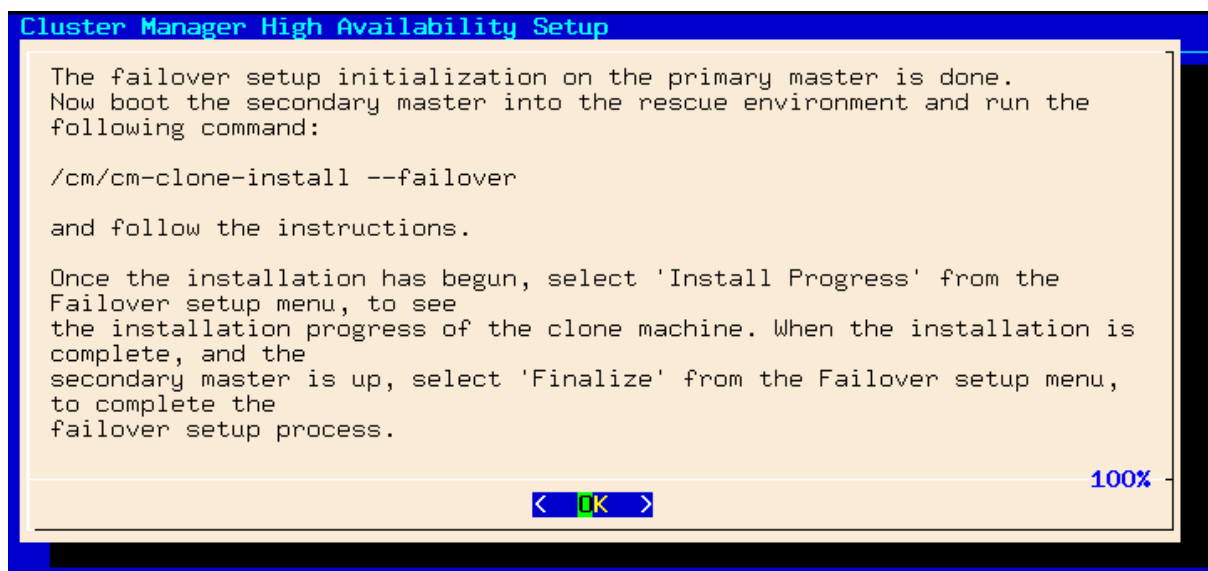 Cluster Manager High Availability Setup
The failover setup initialization on the primary master is done.
Now boot the secondary master into the rescue environment and run the
following command:
/cm/cm-clone-install --failover
and follow the instructions.
Once the installation has begun, select 'Install Progress' from the
Failover setup menu, to see
the installation progress of the clone machine. When the installation is
complete, and the
secondary master is up, select 'Finalize' from the Failover setup menu,
to complete the
failover setup process.
100%
< OK >